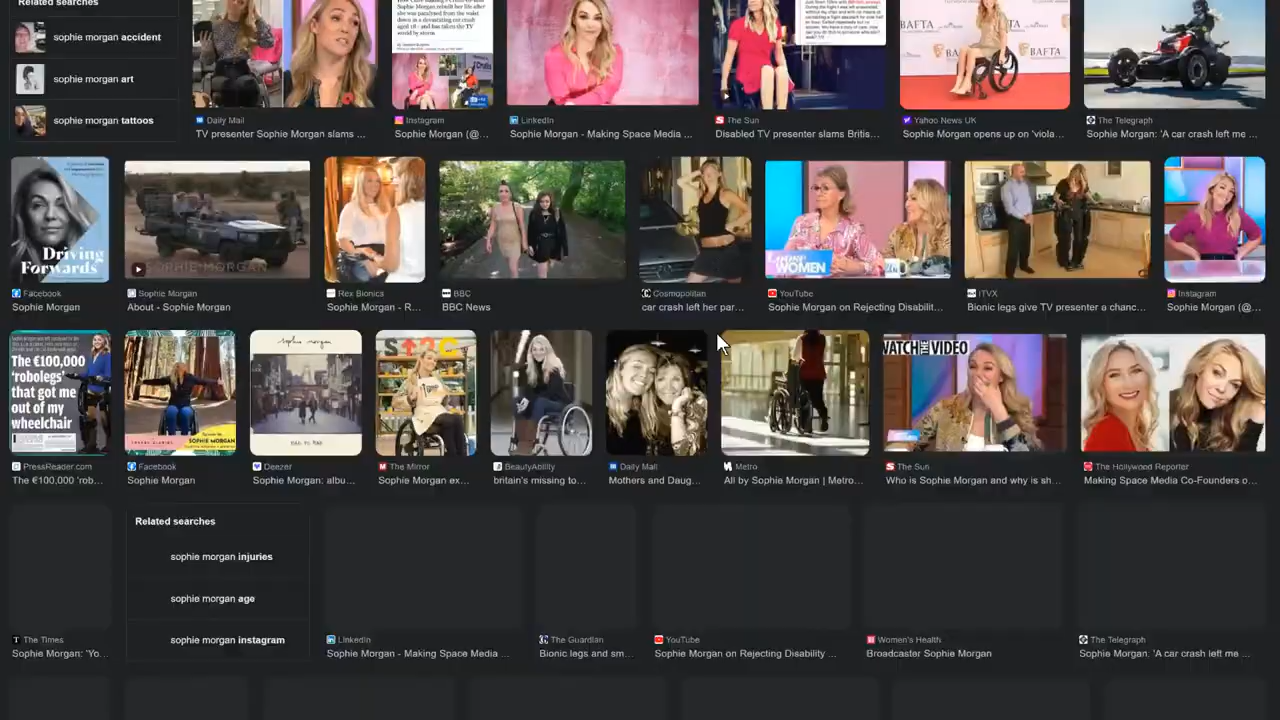 Related searches
sophie morgan accident
sophie morgan art
sophie morgan tattoos
Daily Mail
TV presenter Sophie Morgan slams ...
Instagram
Sophie Morgan (@...
LinkedIn
Sophie Morgan - Making Space Media ...
The Sun
Disabled TV presenter slams Britis...
Yahoo News UK
Sophie Morgan opens up on 'viola...
The Telegraph
Sophie Morgan: 'A car crash left me ...
BAFTA
BAFTA
Driving
Forwards
SOPHIE MORGAN
LOOSE
WOMEN
Facebook
Sophie Morgan
Sophie Morgan
About - Sophie Morgan
Rex Bionics
Sophie Morgan - R...
BBC
BBC News
Cosmopolitan
car crash left her par...
YouTube
Sophie Morgan on Rejecting Disabilit...
ITVX
Bionic legs give TV presenter a chanc...
Instagram
Sophie Morgan (@...
The €100,000
'robolegs'
that got me
out of my
wheelchair
SOPHIE MORGAN
sophie morgan
WATCH THE VIDEO
PressReader.com
The €100,000 'rob...
Facebook
Sophie Morgan
Deezer
Sophie Morgan: albu...
The Mirror
Sophie Morgan ex...
BeautyAbility
britain's missing to...
Daily Mail
Mothers and Daug...
Metro
All by Sophie Morgan | Metro...
The Sun
Who is Sophie Morgan and why is sh...
The Hollywood Reporter
Making Space Media Co-Founders o...
Related searches
sophie morgan injuries
sophie morgan age
sophie morgan instagram
The Times
Sophie Morgan: 'Yo...
LinkedIn
Sophie Morgan - Making Space Media ...
The Guardian
Bionic legs and sm...
YouTube
Sophie Morgan on Rejecting Disability ...
Women's Health
Broadcaster Sophie Morgan
The Telegraph
Sophie Morgan: 'A car crash left me ...